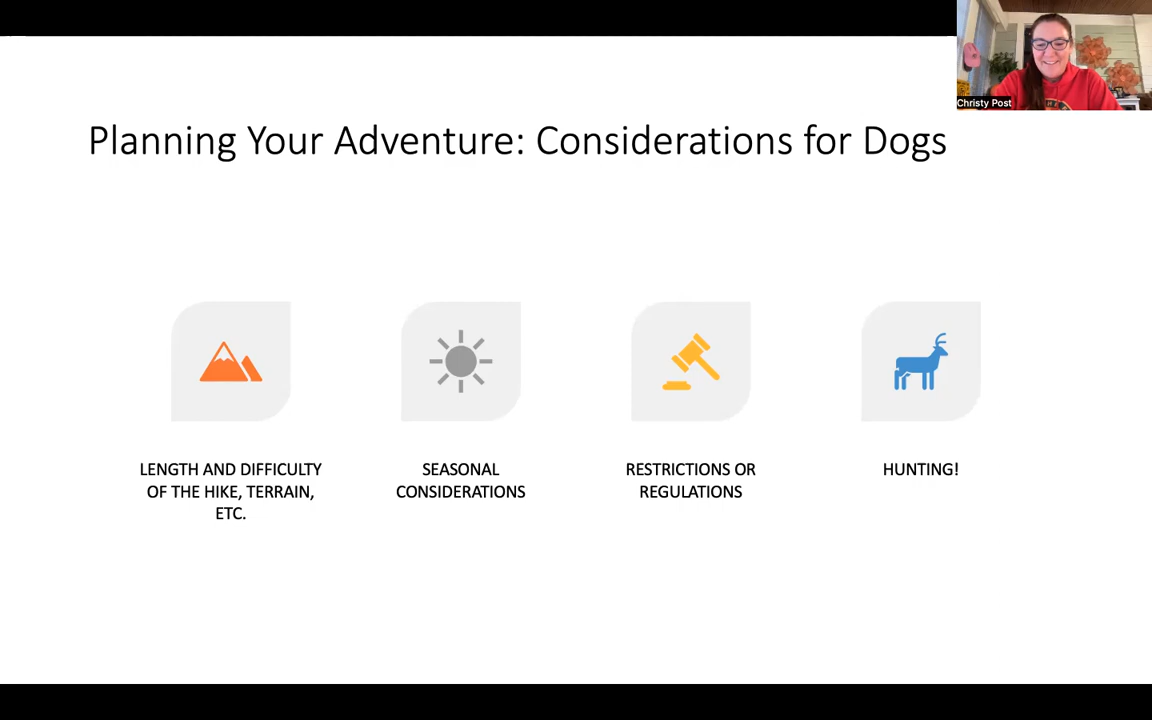 Christy Post
Planning Your Adventure: Considerations for Dogs
LENGTH AND DIFFICULTY
OF THE HIKE, TERRAIN,
ETC.
SEASONAL
CONSIDERATIONS
RESTRICTIONS OR
REGULATIONS
HUNTING!